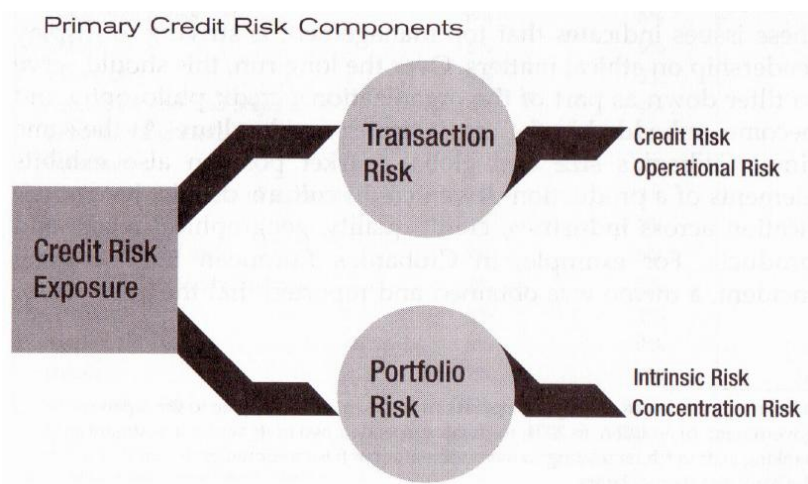 Primary Credit Risk Components
Transaction
Risk
Credit Risk
Operational Risk
Credit Risk
Exposure
Portfolio
Risk
Intrinsic Risk
Concentration Risk